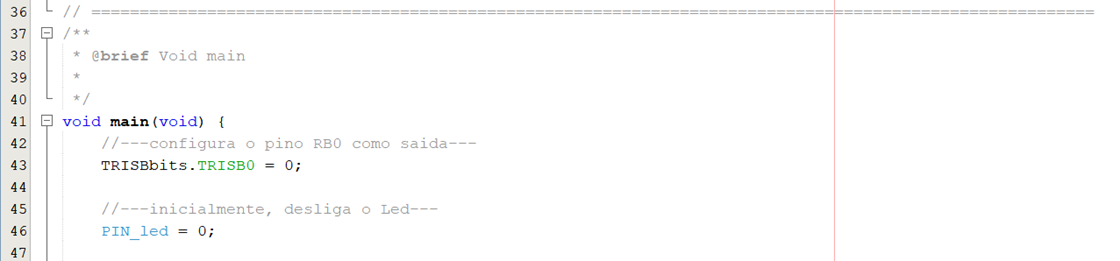 36 // ==========================================================================================================
37 /**
38  * @brief Void main
39  *
40  */
41 void main(void) {
42     //---configura o pino RB0 como saida---
43     TRISBbits.TRISB0 = 0;
44
45     //---inicialmente, desliga o Led---
46     PIN_led = 0;
47